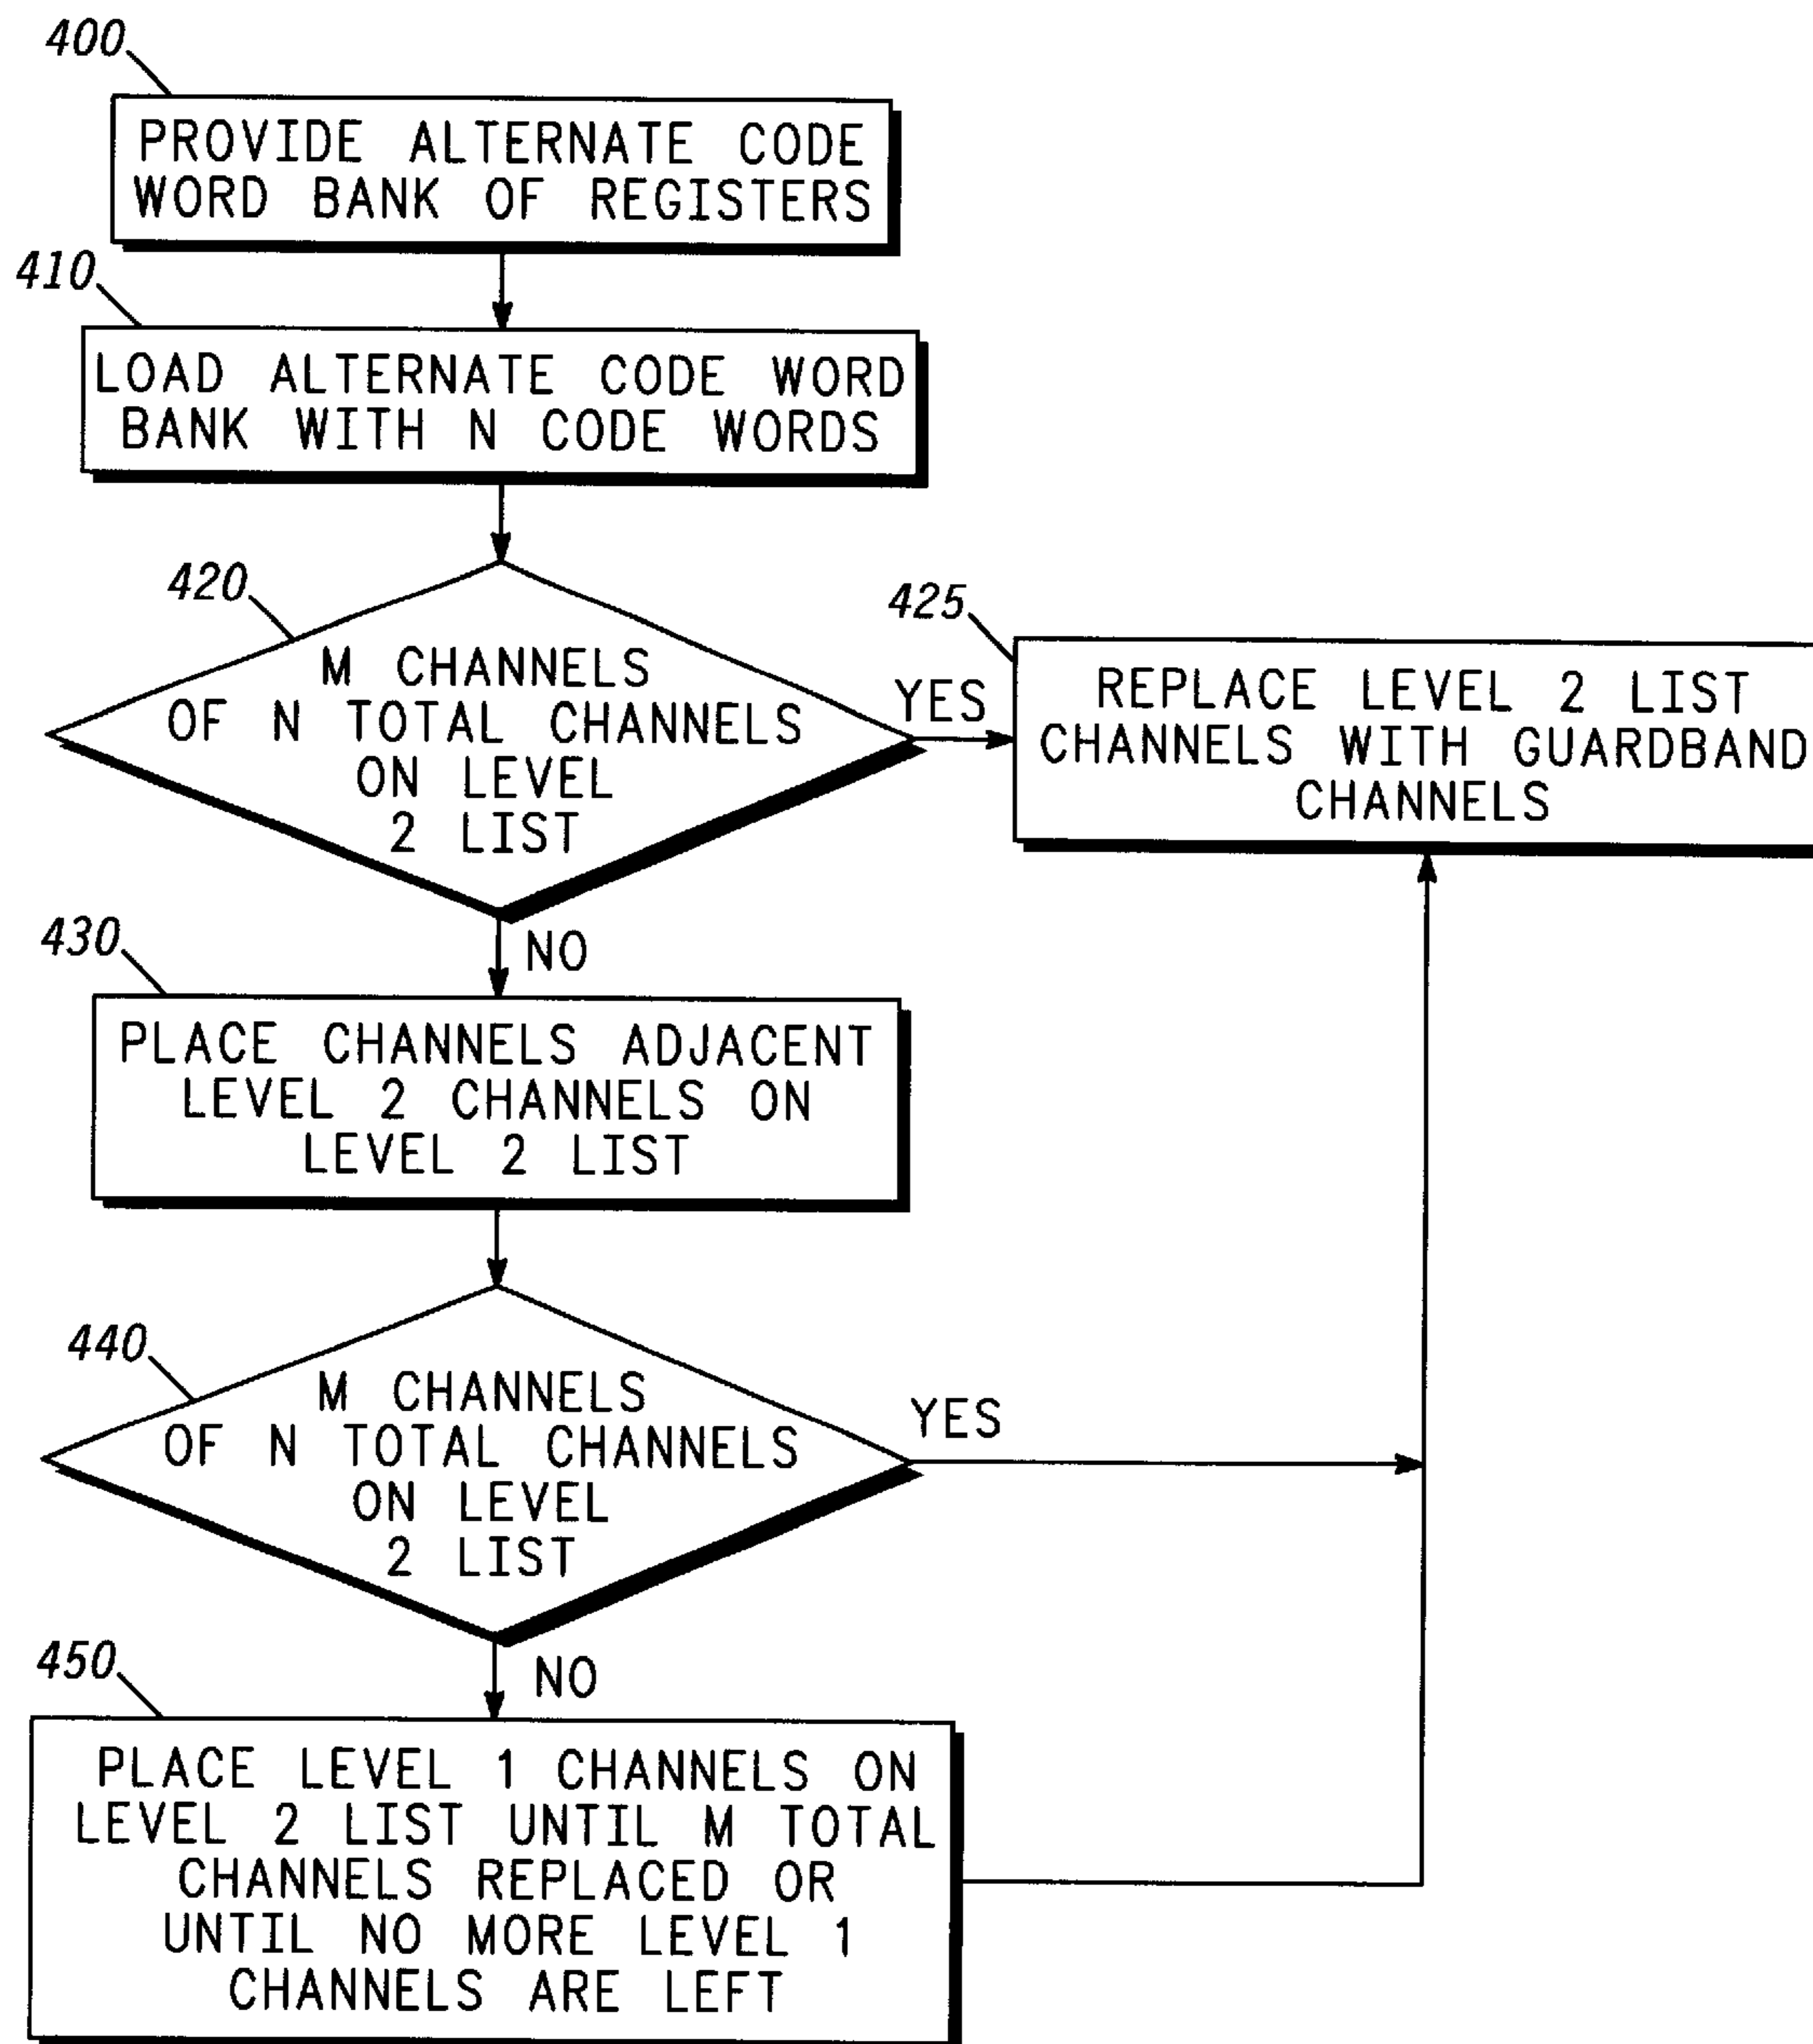 400
PROVIDE ALTERNATE CODE
WORD BANK OF REGISTERS
410
LOAD ALTERNATE CODE WORD
BANK WITH N CODE WORDS
420
M CHANNELS
OF N TOTAL CHANNELS
ON LEVEL
2 LIST
YES
425
REPLACE LEVEL 2 LIST
CHANNELS WITH GUARDBAND
CHANNELS
NO
430
PLACE CHANNELS ADJACENT
LEVEL 2 CHANNELS ON
LEVEL 2 LIST
440
M CHANNELS
OF N TOTAL CHANNELS
ON LEVEL
2 LIST
YES
NO
450
PLACE LEVEL 1 CHANNELS ON
LEVEL 2 LIST UNTIL M TOTAL
CHANNELS REPLACED OR
UNTIL NO MORE LEVEL 1
CHANNELS ARE LEFT